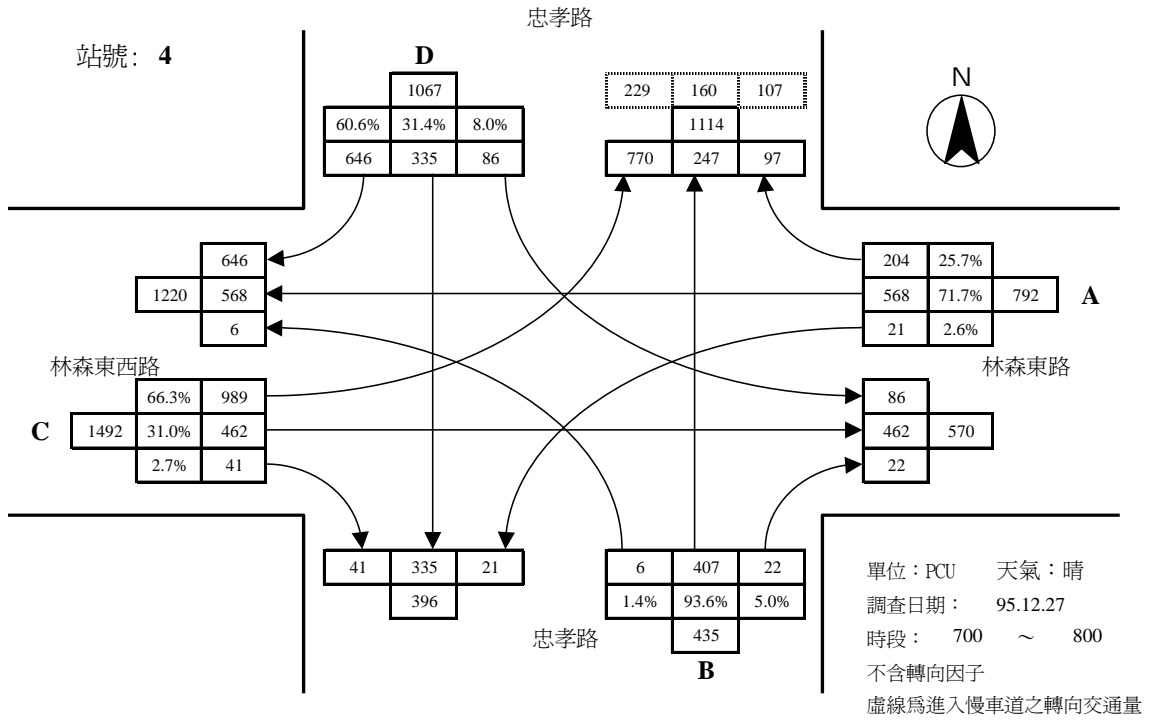 忠孝路
站號: 4
N
D
1067
60.6% 31.4% 8.0%
646 335 86
229 160 107
1114
770 247 97
646
1220 568
6
204 25.7%
568 71.7% 792
21 2.6%
A
林森東西路
林森東路
66.3% 989
C
1492 31.0% 462
2.7% 41
86
462 570
22
41 335 21
396
忠孝路
6 407 22
1.4% 93.6% 5.0%
435
B
單位：PCU 天氣：晴
調查日期： 95.12.27
時段： 700 ～ 800
不含轉向因子
虛線爲進入慢車道之轉向交通量